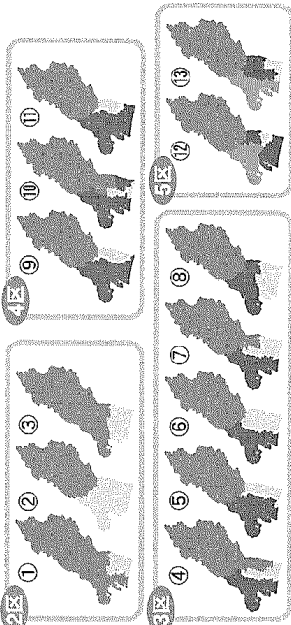 2区
① ② ③
3区
④ ⑤ ⑥ ⑦ ⑧
4区
⑨ ⑩ ⑪
5区
⑫ ⑬